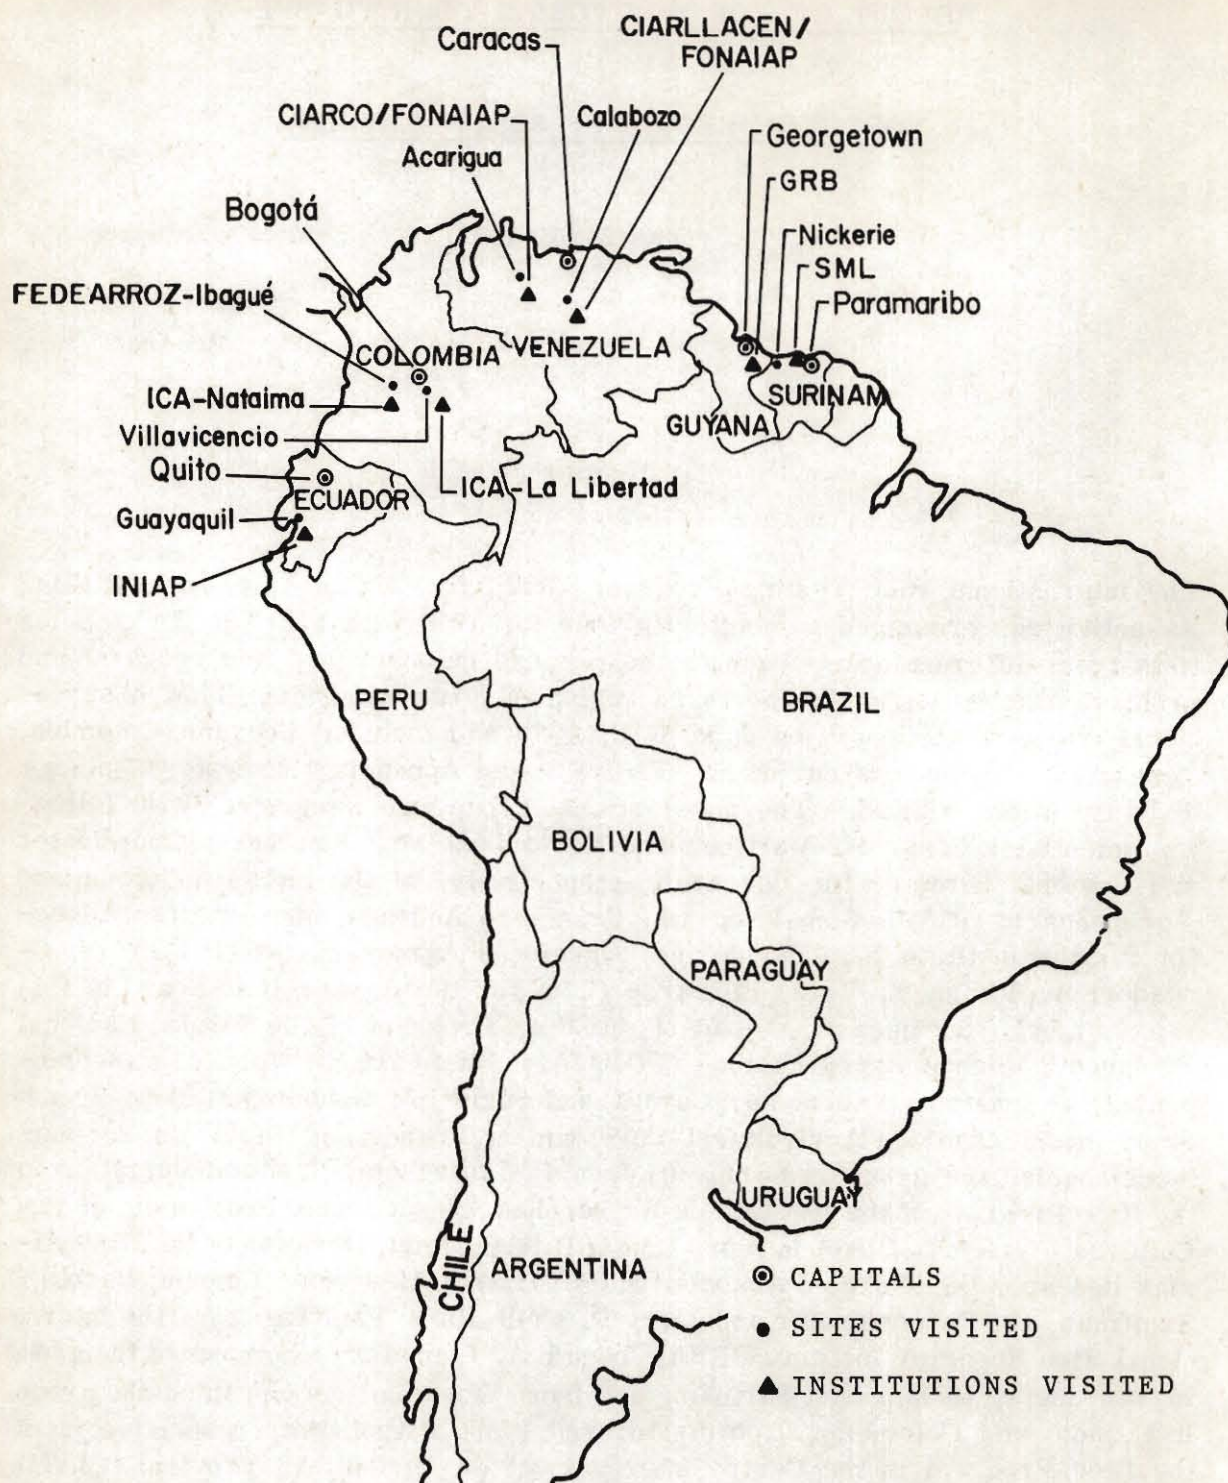 CIARLLACEN/
FONAIAP
Caracas
CIARCO/FONAIAP
Calabozo
Acarigua
Georgetown
GRB
Bogotá
Nickerie
SML
FEDEARROZ-Ibagué
Paramaribo
COLOMBIA
VENEZUELA
SURINAM
ICA-Nataima
GUYANA
Villavicencio
Quito
ICA-La Libertad
ECUADOR
Guayaquil
INIAP
PERU
BRAZIL
BOLIVIA
PARAGUAY
URUGUAY
CHILE
ARGENTINA
CAPITALS
SITES VISITED
INSTITUTIONS VISITED